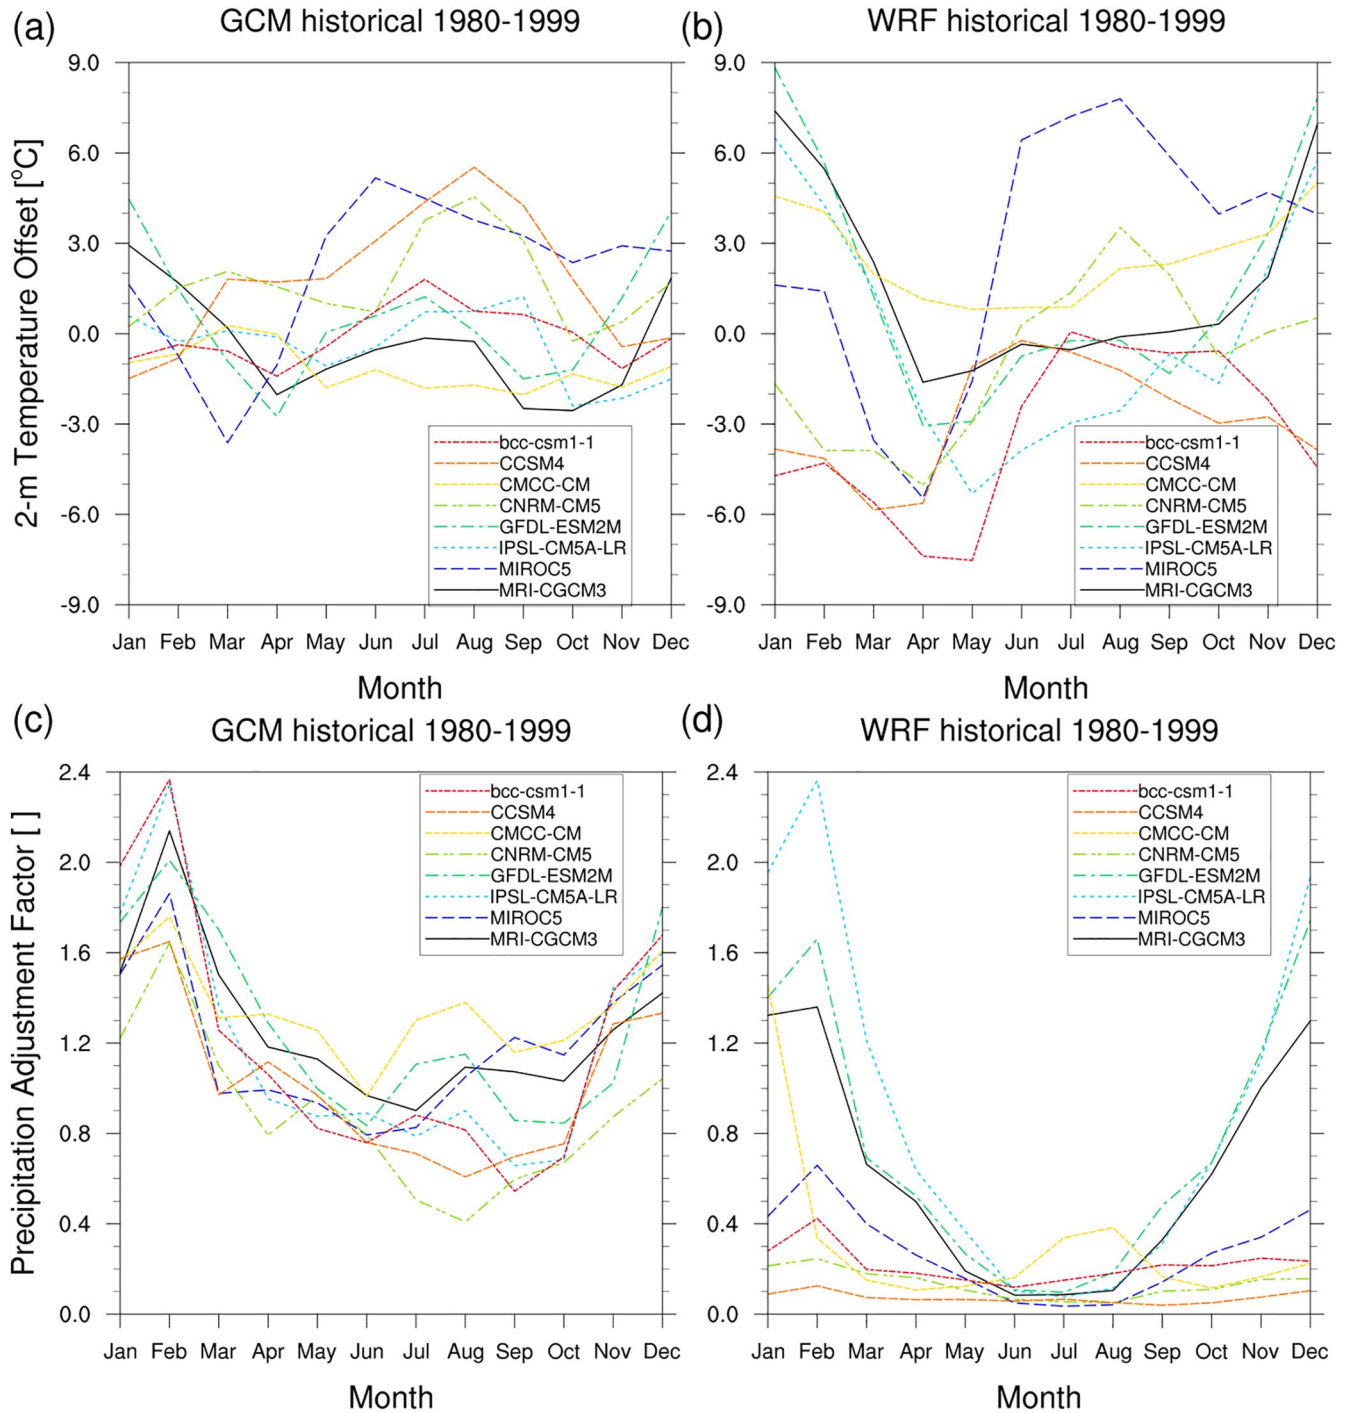 (a) GCM historical 1980-1999
2-m Temperature Offset [°C]
9.0
6.0
3.0
0.0
-3.0
-6.0
-9.0
bcc-csm1-1
CCSM4
CMCC-CM
CNRM-CM5
GFDL-ESM2M
IPSL-CM5A-LR
MIROC5
MRI-CGCM3
Jan Feb Mar Apr May Jun Jul Aug Sep Oct Nov Dec
Month
(b) WRF historical 1980-1999
9.0
6.0
3.0
0.0
-3.0
-6.0
-9.0
bcc-csm1-1
CCSM4
CMCC-CM
CNRM-CM5
GFDL-ESM2M
IPSL-CM5A-LR
MIROC5
MRI-CGCM3
Jan Feb Mar Apr May Jun Jul Aug Sep Oct Nov Dec
Month
(c) GCM historical 1980-1999
Precipitation Adjustment Factor [ ]
2.4
2.0
1.6
1.2
0.8
0.4
0.0
bcc-csm1-1
CCSM4
CMCC-CM
CNRM-CM5
GFDL-ESM2M
IPSL-CM5A-LR
MIROC5
MRI-CGCM3
Jan Feb Mar Apr May Jun Jul Aug Sep Oct Nov Dec
Month
(d) WRF historical 1980-1999
2.4
2.0
1.6
1.2
0.8
0.4
0.0
bcc-csm1-1
CCSM4
CMCC-CM
CNRM-CM5
GFDL-ESM2M
IPSL-CM5A-LR
MIROC5
MRI-CGCM3
Jan Feb Mar Apr May Jun Jul Aug Sep Oct Nov Dec
Month